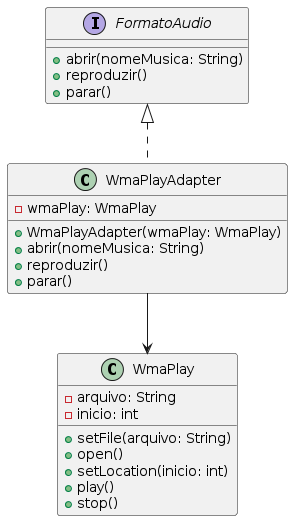 I FormatoAudio
abrir(nomeMusica: String)
reproduzir()
parar()
C WmaPlayAdapter
wmaPlay: WmaPlay
WmaPlayAdapter(wmaPlay: WmaPlay)
abrir(nomeMusica: String)
reproduzir()
parar()
C WmaPlay
arquivo: String
inicio: int
setFile(arquivo: String)
open()
setLocation(inicio: int)
play()
stop()